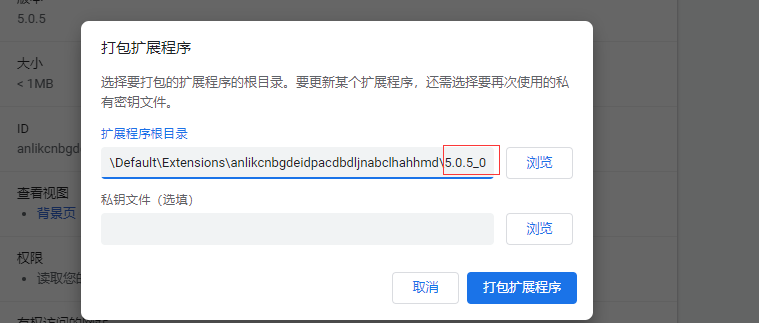 5.0.5
大小
< 1MB
ID
anlikcnbgd
查看视图
背景页
权限
读取您的
打包扩展程序
选择要打包的扩展程序的根目录。要更新某个扩展程序，还需选择要再次使用的私
有密钥文件。
扩展程序根目录
\Default\Extensions\anlikcnbgdeidpacdbdljnabclhahhmd\5.0.5_0
浏览
私钥文件（选填）
浏览
取消
打包扩展程序